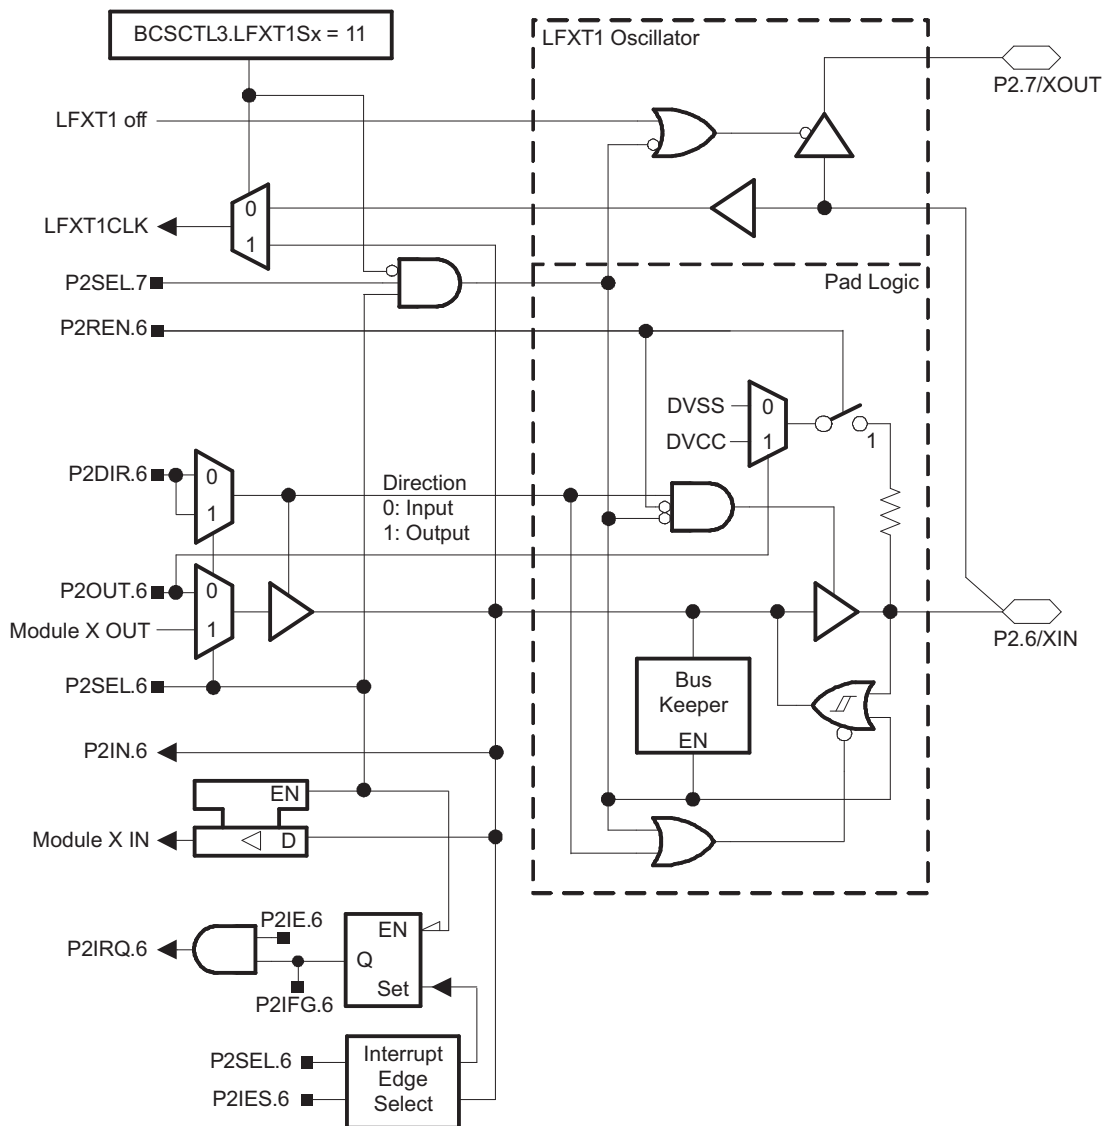 BCSCTL3.LFXT1Sx = 11
LFXT1 Oscillator
P2.7/XOUT
LFXT1 off
0
LFXT1CLK
1
P2SEL.7
Pad Logic
P2REN.6
DVSS
0
DVCC
1
1
P2DIR.6
0
1
Direction
0: Input
1: Output
P2OUT.6
0
Module X OUT
1
P2.6/XIN
P2SEL.6
Bus
Keeper
EN
P2IN.6
EN
Module X IN
D
P2IE.6
EN
P2IRQ.6
Q
Set
P2IFG.6
P2SEL.6
Interrupt
Edge
Select
P2IES.6